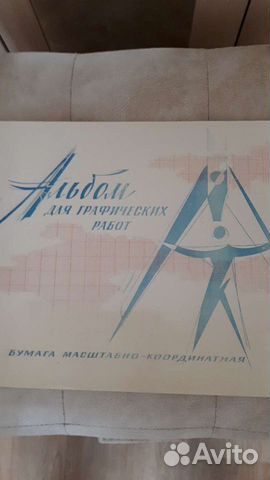 Альбом
ДЛЯ ГРАФИЧЕСКИХ
РАБОТ
БУМАГА МАСШТАБНО-КООРДИНАТНАЯ
Avito